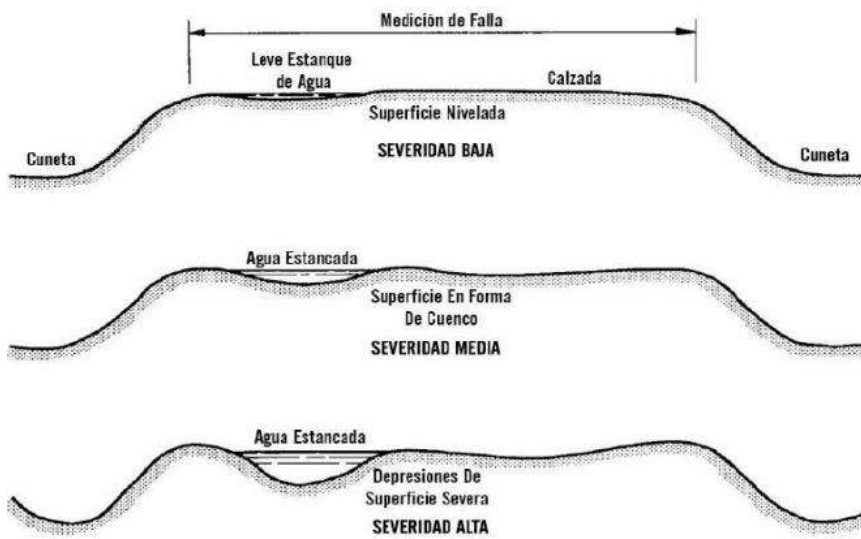 Medición de Falla
Leve Estanque
de Agua
Calzada
Superficie Nivelada
Cuneta
SEVERIDAD BAJA
Cuneta
Agua Estancada
Superficie En Forma
De Cuenco
SEVERIDAD MEDIA
Agua Estancada
Depresiones De
Superficie Severa
SEVERIDAD ALTA